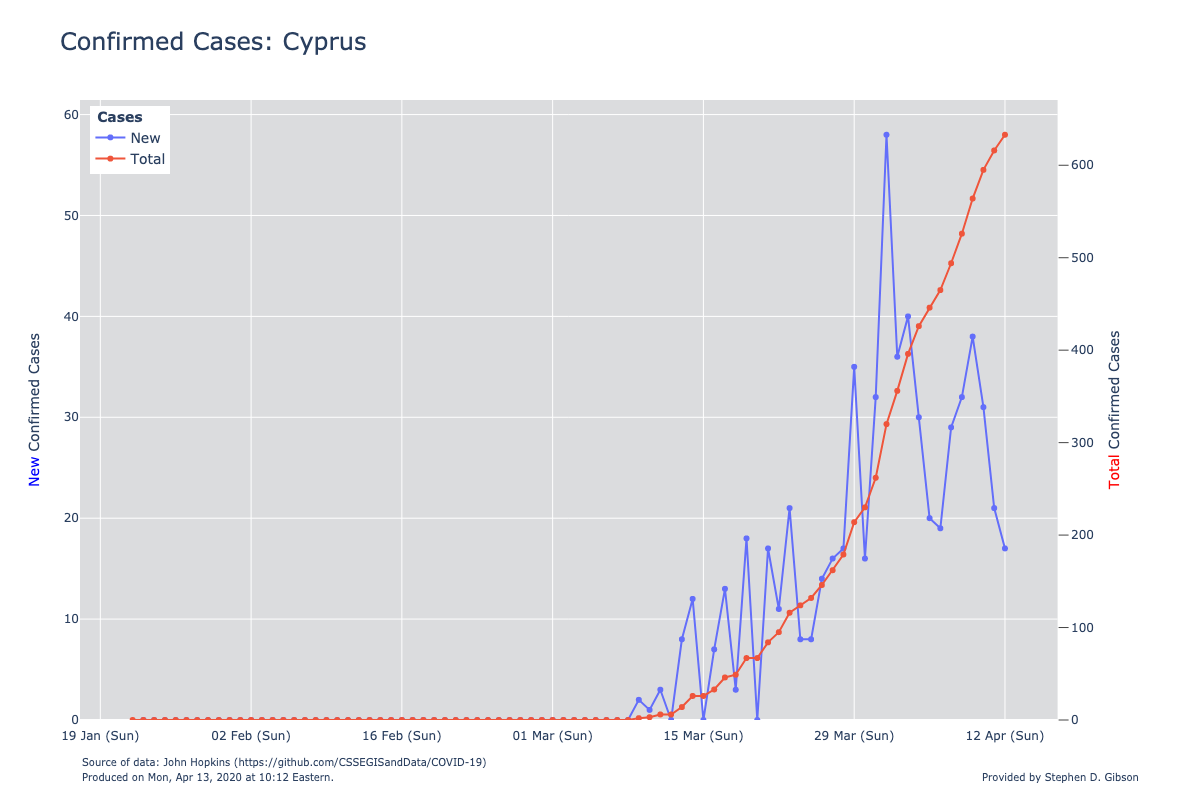 Confirmed Cases: Cyprus
Cases
New
Total
60
50
40
30
20
10
0
600
500
400
300
200
100
0
New Confirmed Cases
Total Confirmed Cases
19 Jan (Sun)
02 Feb (Sun)
16 Feb (Sun)
01 Mar (Sun)
15 Mar (Sun)
29 Mar (Sun)
12 Apr (Sun)
Source of data: John Hopkins (https://github.com/CSSEGISandData/COVID-19)
Produced on Mon, Apr 13, 2020 at 10:12 Eastern.
Provided by Stephen D. Gibson